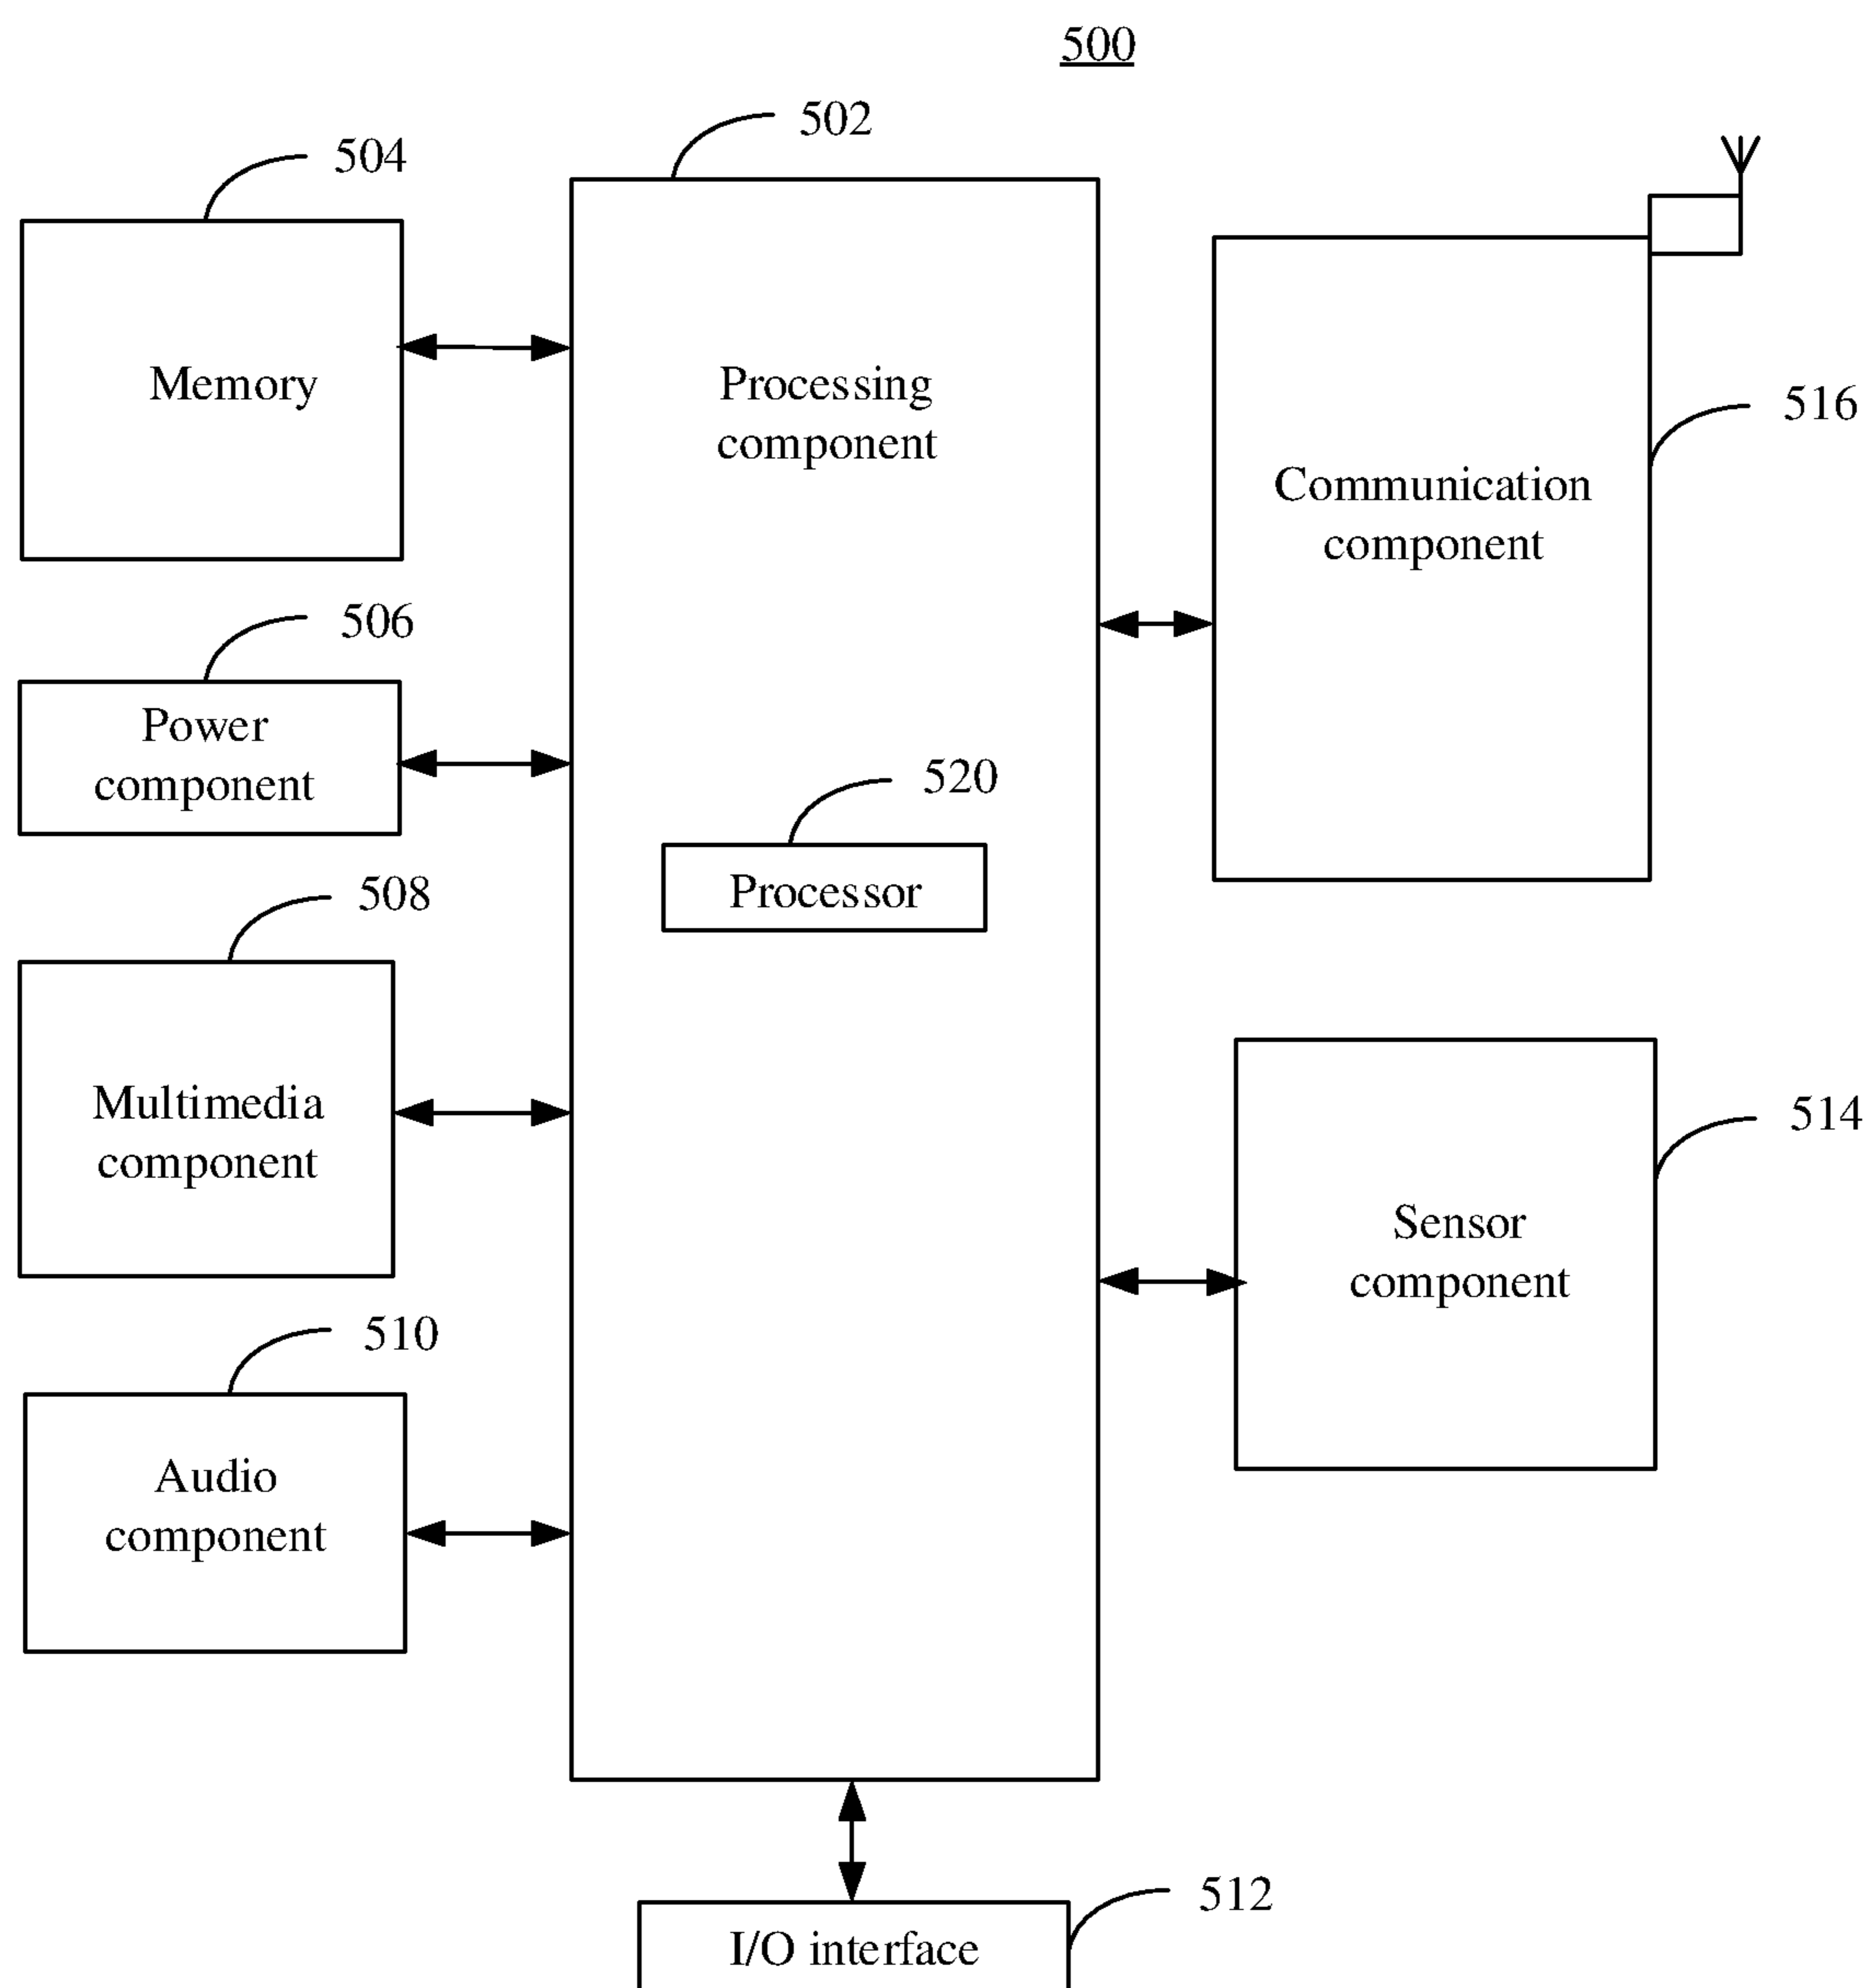 500
502
504
Memory
Processing
component
516
Communication
component
506
Power
component
520
Processor
508
Multimedia
component
514
Sensor
component
510
Audio
component
512
I/O interface